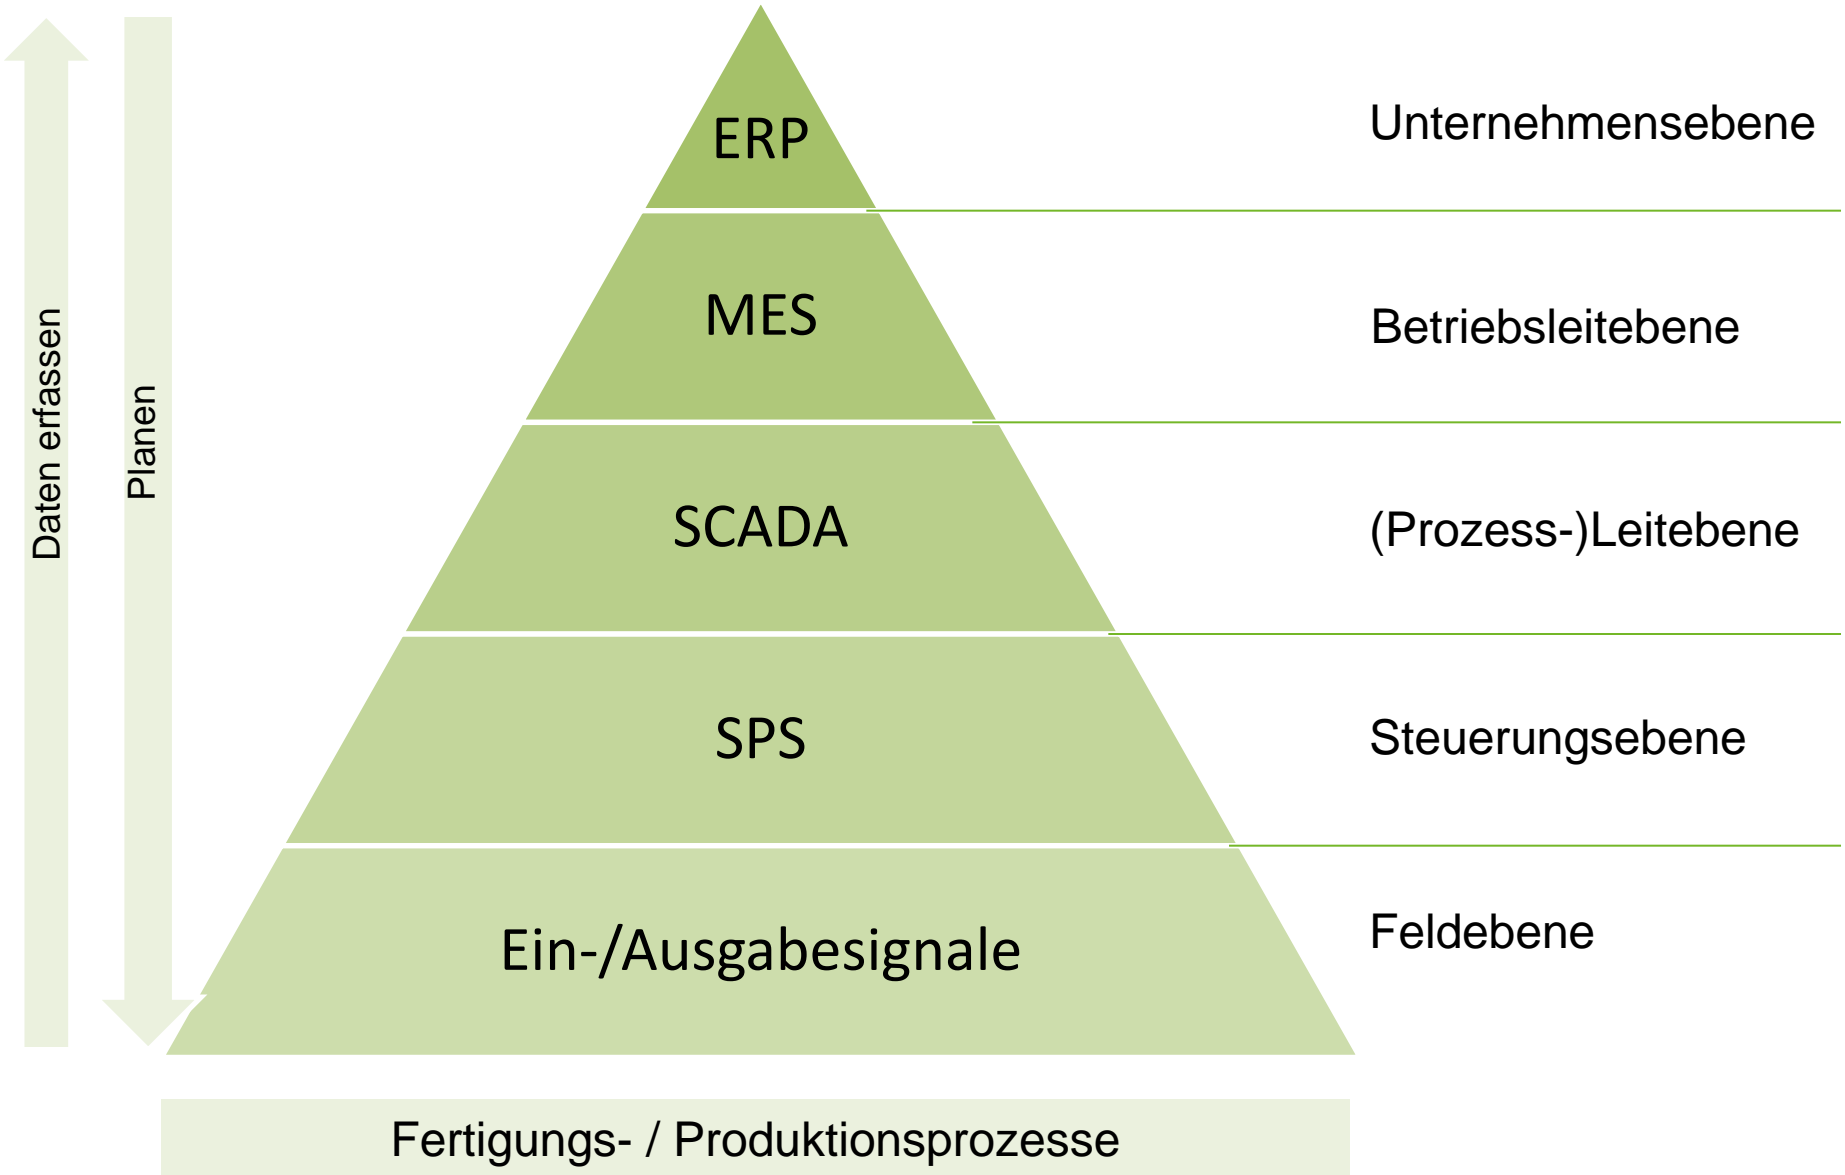 Daten erfassen
Planen
ERP
Unternehmensebene
MES
Betriebsleitebene
SCADA
(Prozess-)Leitebene
SPS
Steuerungsebene
Ein-/Ausgabesignale
Feldebene
Fertigungs- / Produktionsprozesse